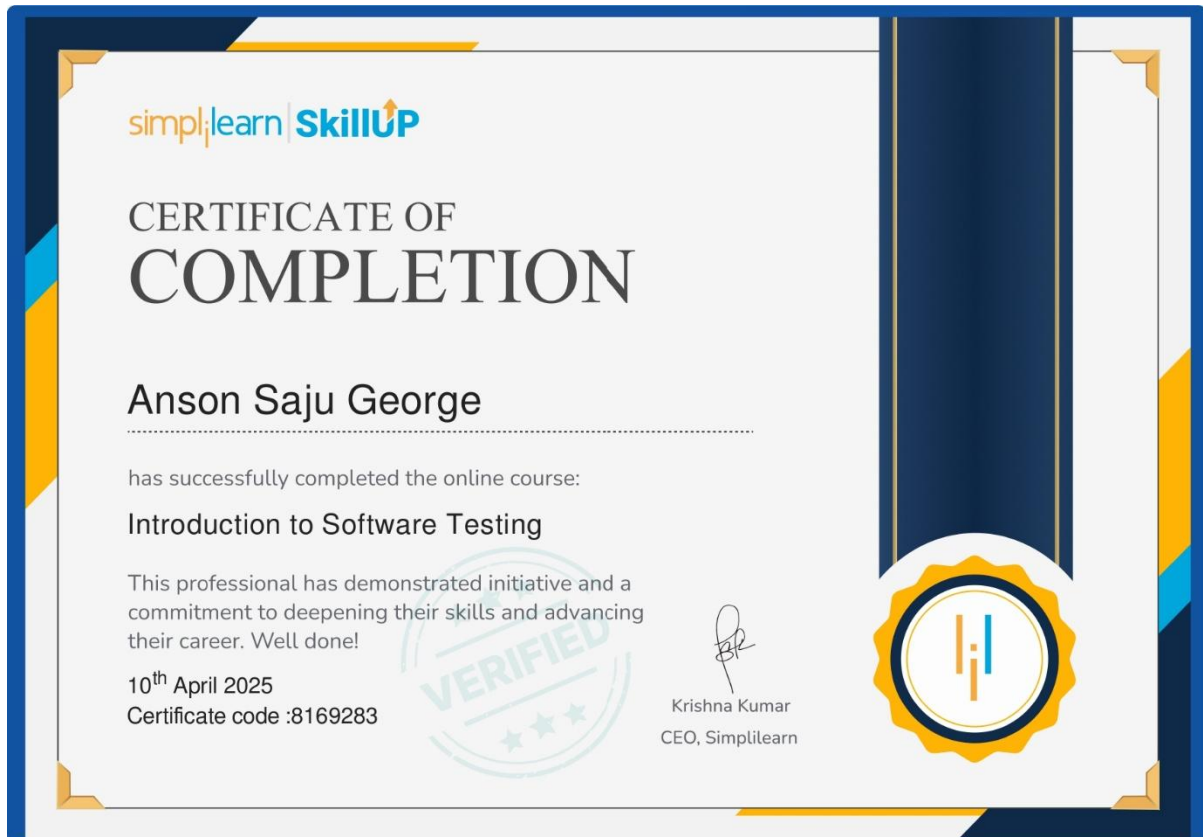 simplilearn | SkillUP
CERTIFICATE OF
COMPLETION
Anson Saju George
has successfully completed the online course:
Introduction to Software Testing
This professional has demonstrated initiative and a
commitment to deepening their skills and advancing
their career. Well done!
VERIFIED
10th April 2025
Certificate code :8169283
Krishna Kumar
CEO, Simplilearn